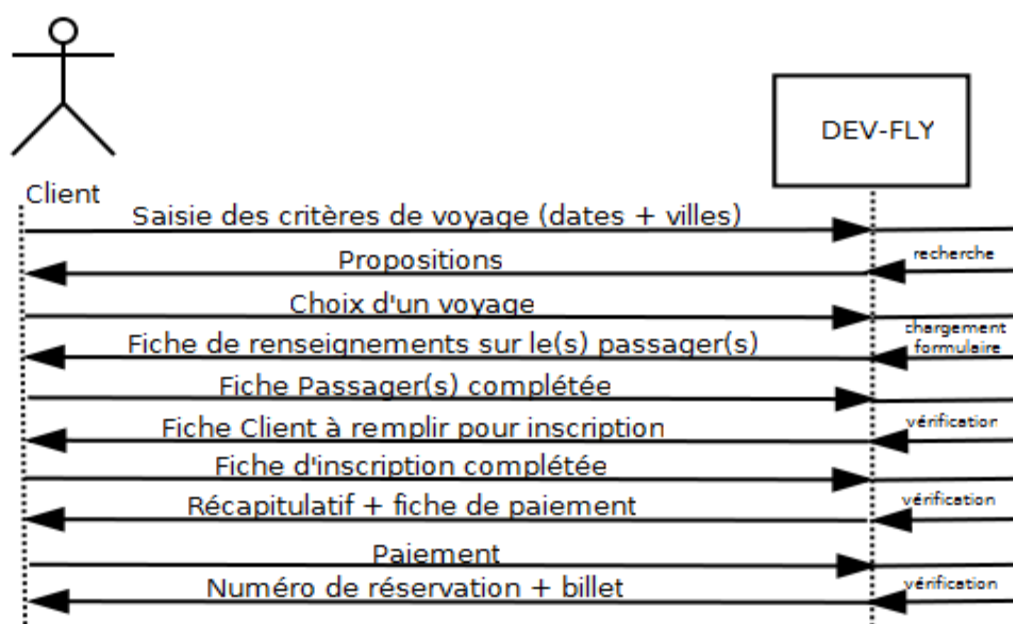 DEV-FLY
Client
Saisie des critères de voyage (dates + villes)
Propositions
recherche
Choix d'un voyage
chargement
formulaire
Fiche de renseignements sur le(s) passager(s)
Fiche Passager(s) complétée
Fiche Client à remplir pour inscription
vérification
Fiche d'inscription complétée
Récapitulatif + fiche de paiement
vérification
Paiement
Numéro de réservation + billet
vérification